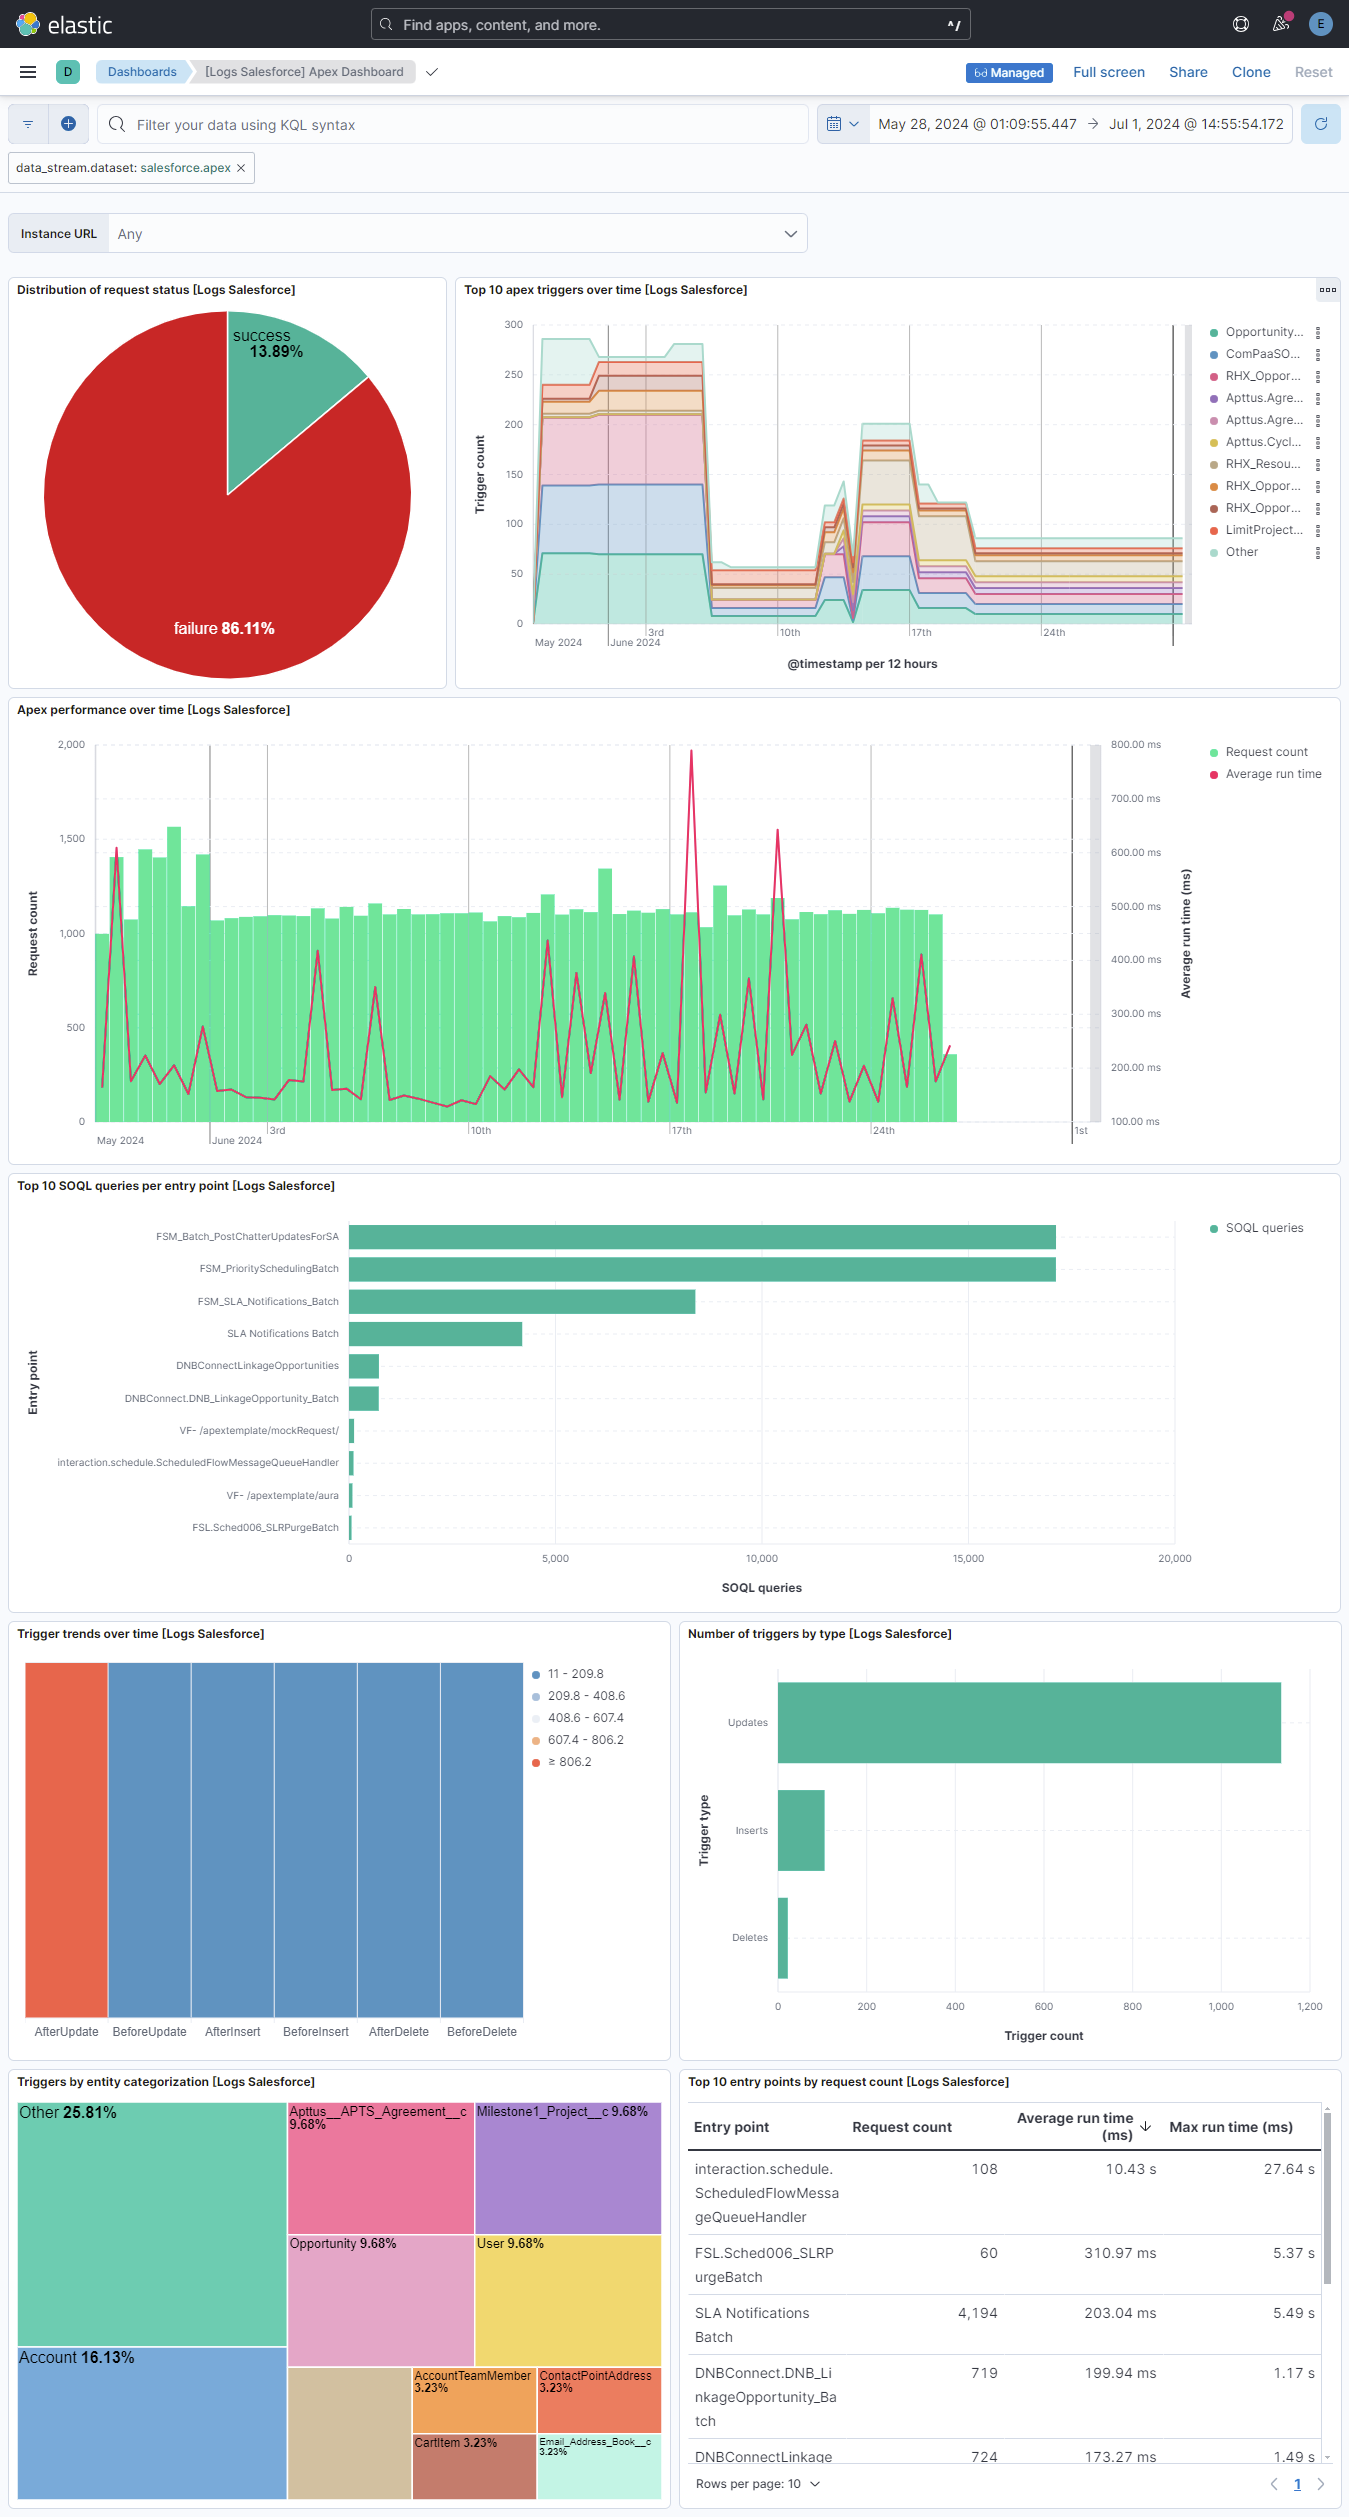 elastic
Find apps, content, and more.
^/
E
D
Dashboards
[Logs Salesforce] Apex Dashboard
Managed
Full screen
Share
Clone
Reset
Filter your data using KQL syntax
May 28, 2024 @ 01:09:55.447 → Jul 1, 2024 @ 14:55:54.172
data_stream.dataset: salesforce.apex ×
Instance URL
Any
Distribution of request status [Logs Salesforce]
success
13.89%
failure 86.11%
Top 10 apex triggers over time [Logs Salesforce]
Trigger count
300
250
200
150
100
50
0
3rd
10th
17th
24th
May 2024
June 2024
@timestamp per 12 hours
Opportunity...
ComPaaSO...
RHX_Oppor...
Apttus.Agre...
Apttus.Agre...
Apttus.Cycl...
RHX_Resou...
RHX_Oppor...
RHX_Oppor...
LimitProject...
Other
Apex performance over time [Logs Salesforce]
Request count
2,000
1,500
1,000
500
0
3rd
10th
17th
24th
1st
May 2024
June 2024
800.00 ms
700.00 ms
600.00 ms
500.00 ms
400.00 ms
300.00 ms
200.00 ms
100.00 ms
Average run time (ms)
Request count
Average run time
Top 10 SOQL queries per entry point [Logs Salesforce]
Entry point
FSM_Batch_PostChatterUpdatesForSA
FSM_PrioritySchedulingBatch
FSM_SLA_Notifications_Batch
SLA Notifications Batch
DNBConnectLinkageOpportunities
DNBConnect.DNB_LinkageOpportunity_Batch
VF- /apextemplate/mockRequest/
interaction.schedule.ScheduledFlowMessageQueueHandler
VF- /apextemplate/aura
FSL.Sched006_SLRPurgeBatch
0
5,000
10,000
15,000
20,000
SOQL queries
SOQL queries
Trigger trends over time [Logs Salesforce]
AfterUpdate
BeforeUpdate
AfterInsert
BeforeInsert
AfterDelete
BeforeDelete
11 - 209.8
209.8 - 408.6
408.6 - 607.4
607.4 - 806.2
≥ 806.2
Number of triggers by type [Logs Salesforce]
Trigger type
Updates
Inserts
Deletes
0
200
400
600
800
1,000
1,200
Trigger count
Triggers by entity categorization [Logs Salesforce]
Other 25.81%
Account 16.13%
Apttus__APTS_Agreement__c
9.68%
Milestone1_Project__c 9.68%
Opportunity 9.68%
User 9.68%
AccountTeamMember
3.23%
ContactPointAddress
3.23%
CartItem 3.23%
Email_Address_Book__c
3.23%
Top 10 entry points by request count [Logs Salesforce]
Entry point
Request count
Average run time
(ms)
Max run time (ms)
interaction.schedule.
ScheduledFlowMessa
geQueueHandler
108
10.43 s
27.64 s
FSL.Sched006_SLRP
urgeBatch
60
310.97 ms
5.37 s
SLA Notifications
Batch
4,194
203.04 ms
5.49 s
DNBConnect.DNB_Li
nkageOpportunity_Ba
tch
719
199.94 ms
1.17 s
DNBConnectLinkage
724
173.27 ms
1.49 s
Rows per page: 10
1